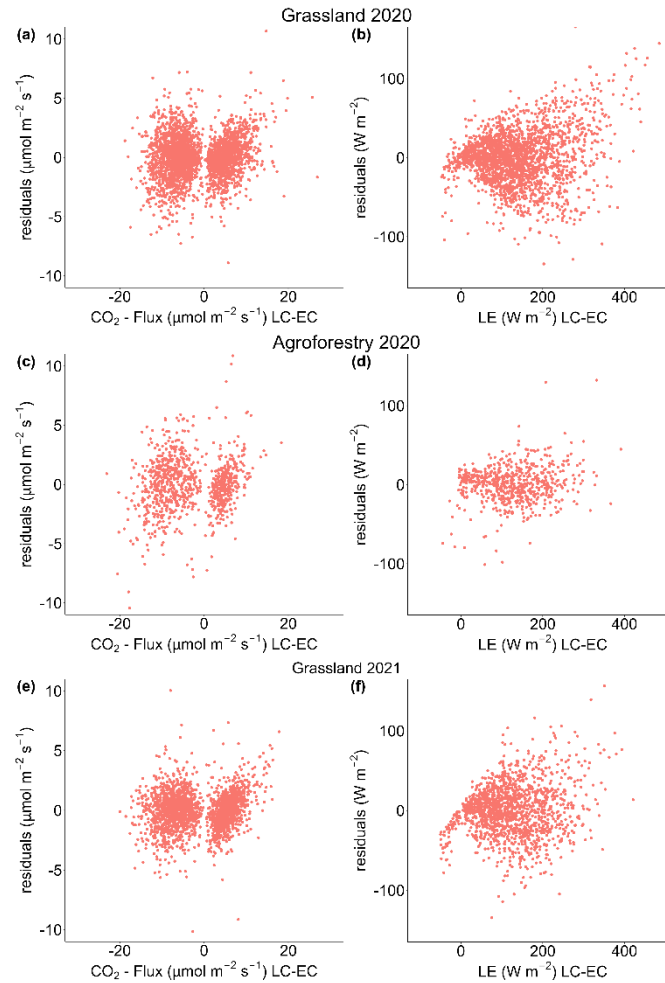 Grassland 2020
(a)
(b)
10
5
0
-5
-10
residuals (μmol m⁻² s⁻¹)
-20 0 20
CO₂ - Flux (μmol m⁻² s⁻¹) LC-EC
100
0
-100
residuals (W m⁻²)
0 200 400
LE (W m⁻²) LC-EC
Agroforestry 2020
(c)
(d)
10
5
0
-5
-10
residuals (μmol m⁻² s⁻¹)
-20 0 20
CO₂ - Flux (μmol m⁻² s⁻¹) LC-EC
100
0
-100
residuals (W m⁻²)
0 200 400
LE (W m⁻²) LC-EC
Grassland 2021
(e)
(f)
10
5
0
-5
-10
residuals (μmol m⁻² s⁻¹)
-20 0 20
CO₂ - Flux (μmol m⁻² s⁻¹) LC-EC
100
0
-100
residuals (W m⁻²)
0 200 400
LE (W m⁻²) LC-EC